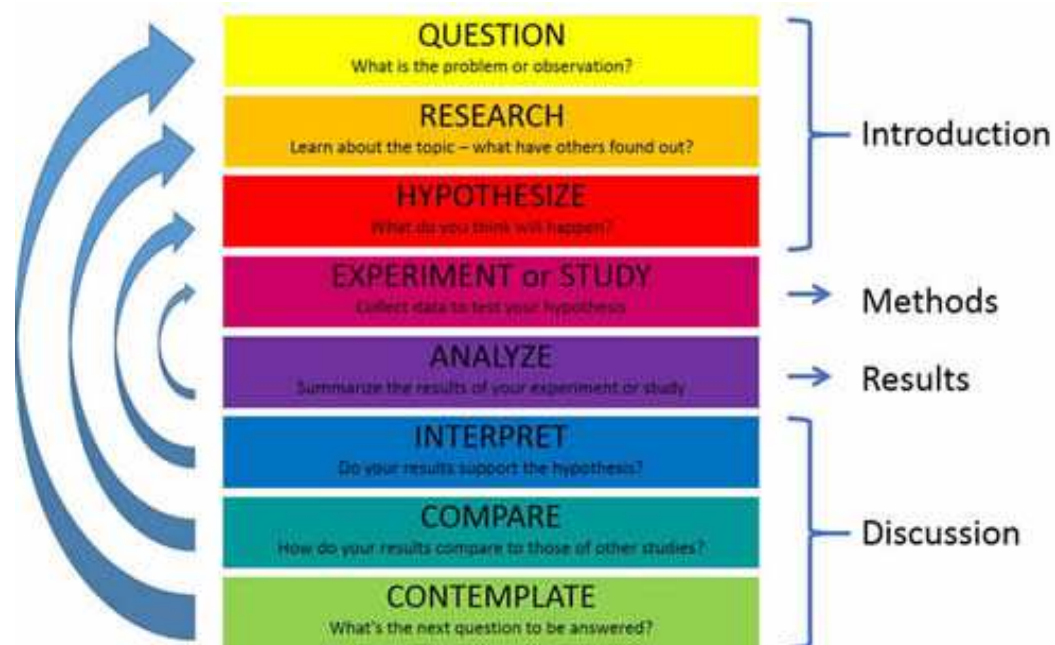 QUESTION
What is the problem or observation?
RESEARCH
Learn about the topic – what have others found out?
HYPOTHESIZE
What do you think will happen?
Introduction
EXPERIMENT or STUDY
Collect data to test your hypothesis
Methods
ANALYZE
Summarize the results of your experiment or study
Results
INTERPRET
Do your results support the hypothesis?
COMPARE
How do your results compare to those of other studies?
CONTEMPLATE
What's the next question to be answered?
Discussion